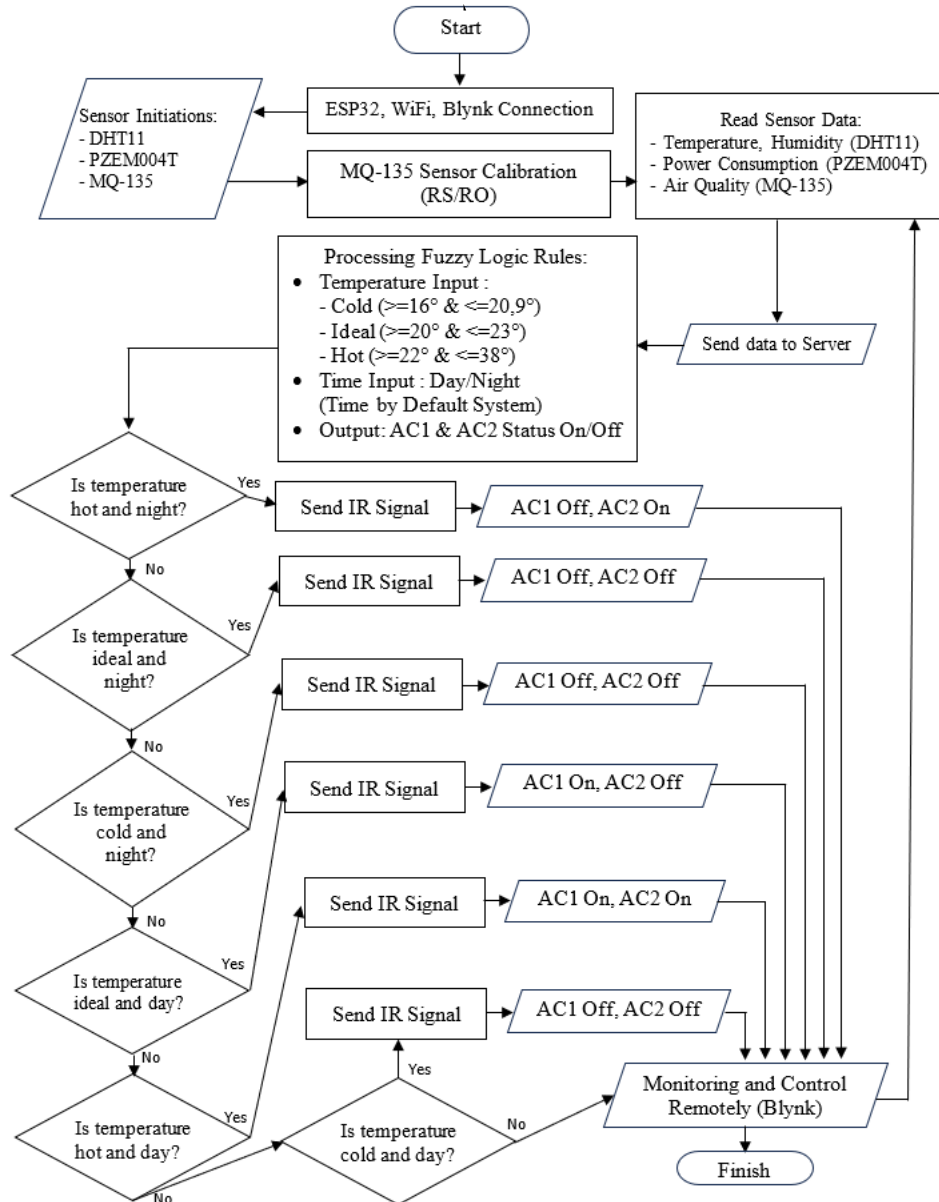 Start
ESP32, WiFi, Blynk Connection
Sensor Initiations:
- DHT11
- PZEM004T
- MQ-135
MQ-135 Sensor Calibration
(RS/RO)
Read Sensor Data:
- Temperature, Humidity (DHT11)
- Power Consumption (PZEM004T)
- Air Quality (MQ-135)
Send data to Server
Processing Fuzzy Logic Rules:
• Temperature Input :
- Cold (>=16° & <=20,9°)
- Ideal (>=20° & <=23°)
- Hot (>=22° & <=38°)
• Time Input : Day/Night
(Time by Default System)
• Output: AC1 & AC2 Status On/Off
Is temperature
hot and night?
Yes
Send IR Signal
AC1 Off, AC2 On
No
Is temperature
ideal and
night?
Yes
Send IR Signal
AC1 Off, AC2 Off
No
Is temperature
cold and
night?
Yes
Send IR Signal
AC1 Off, AC2 Off
No
Is temperature
ideal and day?
Yes
Send IR Signal
AC1 On, AC2 Off
No
Is temperature
hot and day?
Yes
Send IR Signal
AC1 On, AC2 On
No
Is temperature
cold and day?
Yes
Send IR Signal
AC1 Off, AC2 Off
No
Monitoring and Control
Remotely (Blynk)
Finish